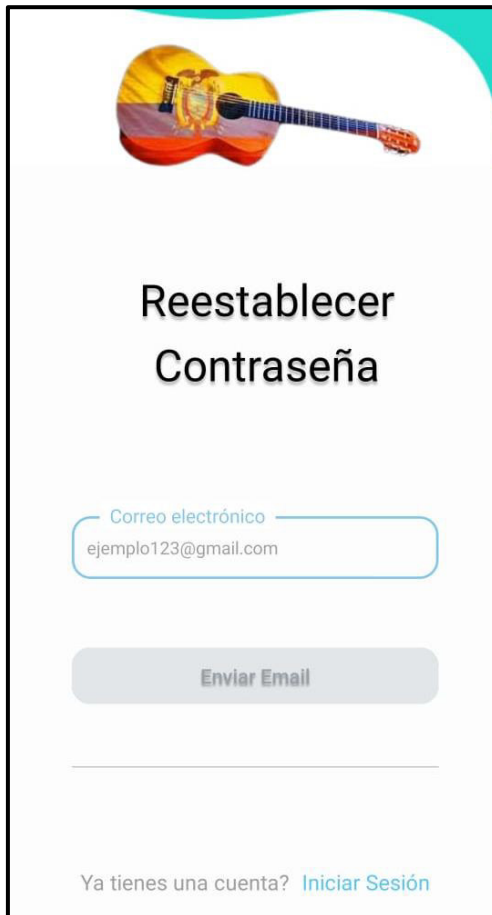 Reestablecer
Contraseña
Correo electrónico
ejemplo123@gmail.com
Enviar Email
Ya tienes una cuenta? Iniciar Sesión